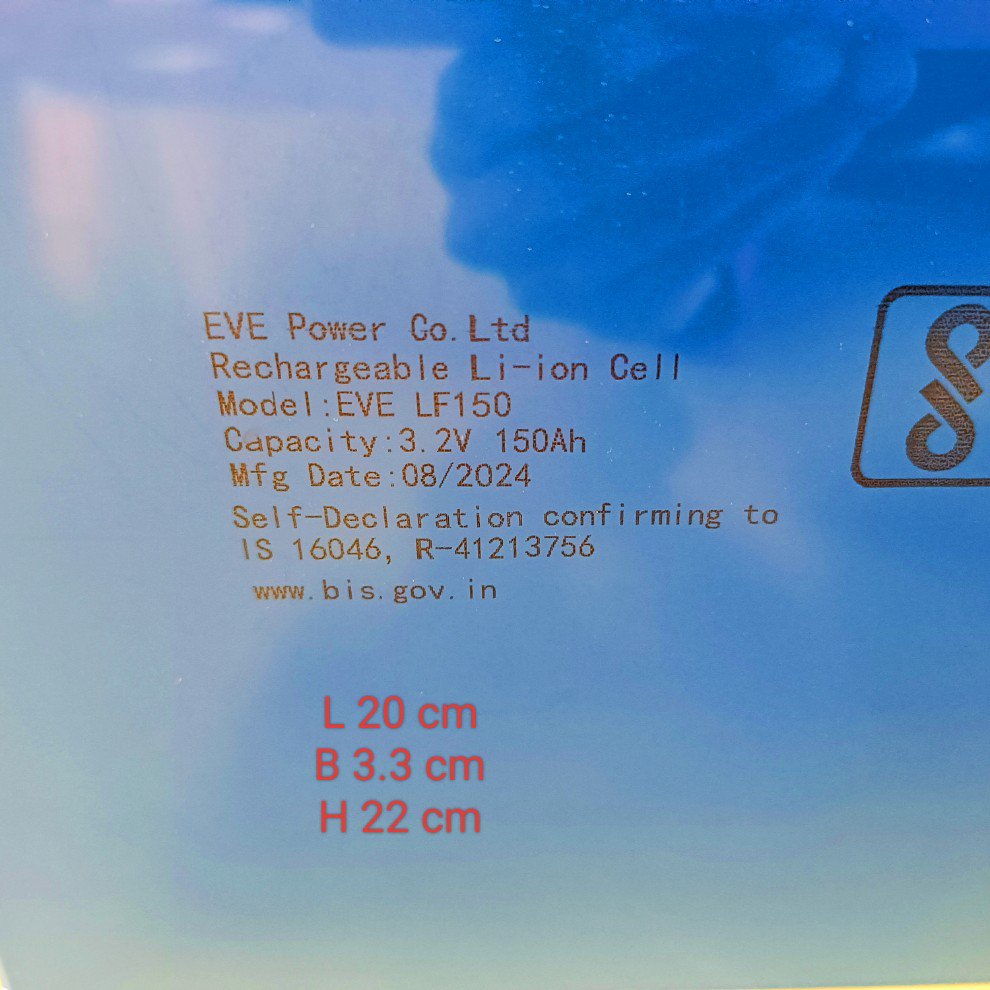 EVE Power Co.Ltd
Rechargeable Li-ion Cell
Model:EVE LF150
Capacity:3.2V 150Ah
Mfg Date:08/2024
Self-Declaration confirming to
IS 16046, R-41213756
www.bis.gov.in
L 20 cm
B 3.3 cm
H 22 cm